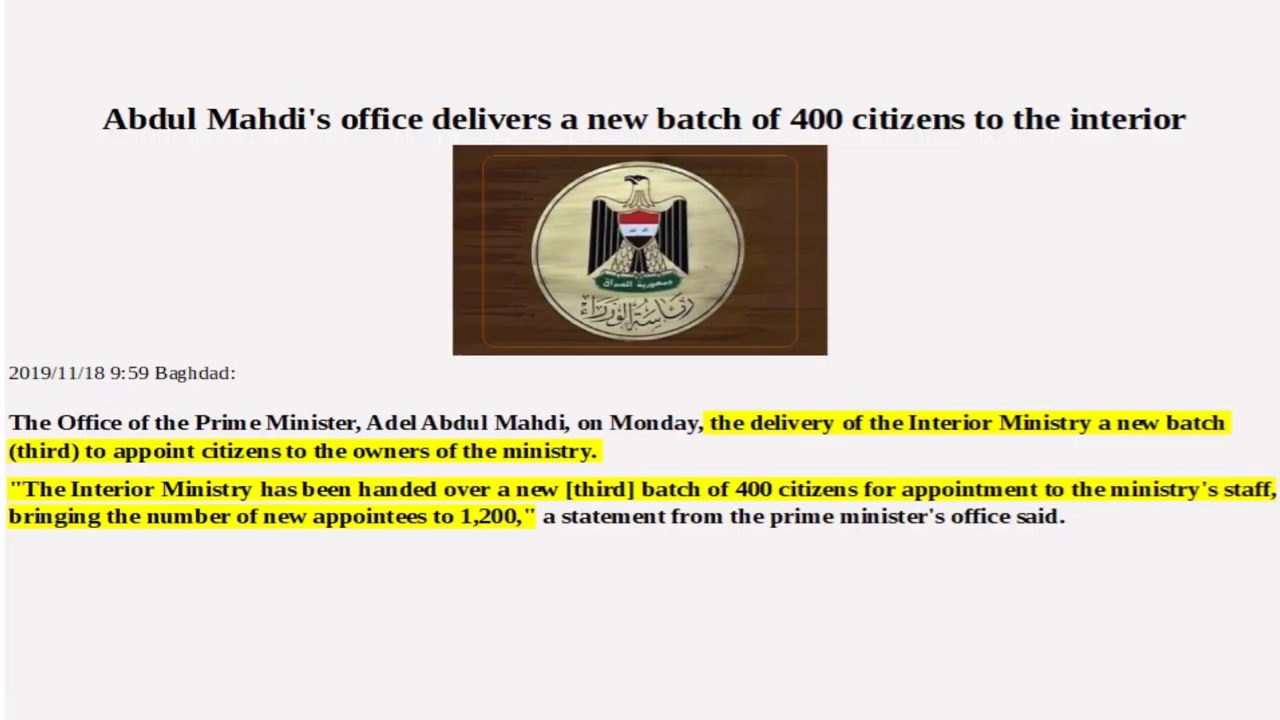 Abdul Mahdi's office delivers a new batch of 400 citizens to the interior
جمهورية العراق
رئاسة الوزراء
2019/11/18 9:59 Baghdad:
The Office of the Prime Minister, Adel Abdul Mahdi, on Monday, the delivery of the Interior Ministry a new batch
(third) to appoint citizens to the owners of the ministry.
"The Interior Ministry has been handed over a new [third] batch of 400 citizens for appointment to the ministry's staff,
bringing the number of new appointees to 1,200," a statement from the prime minister's office said.